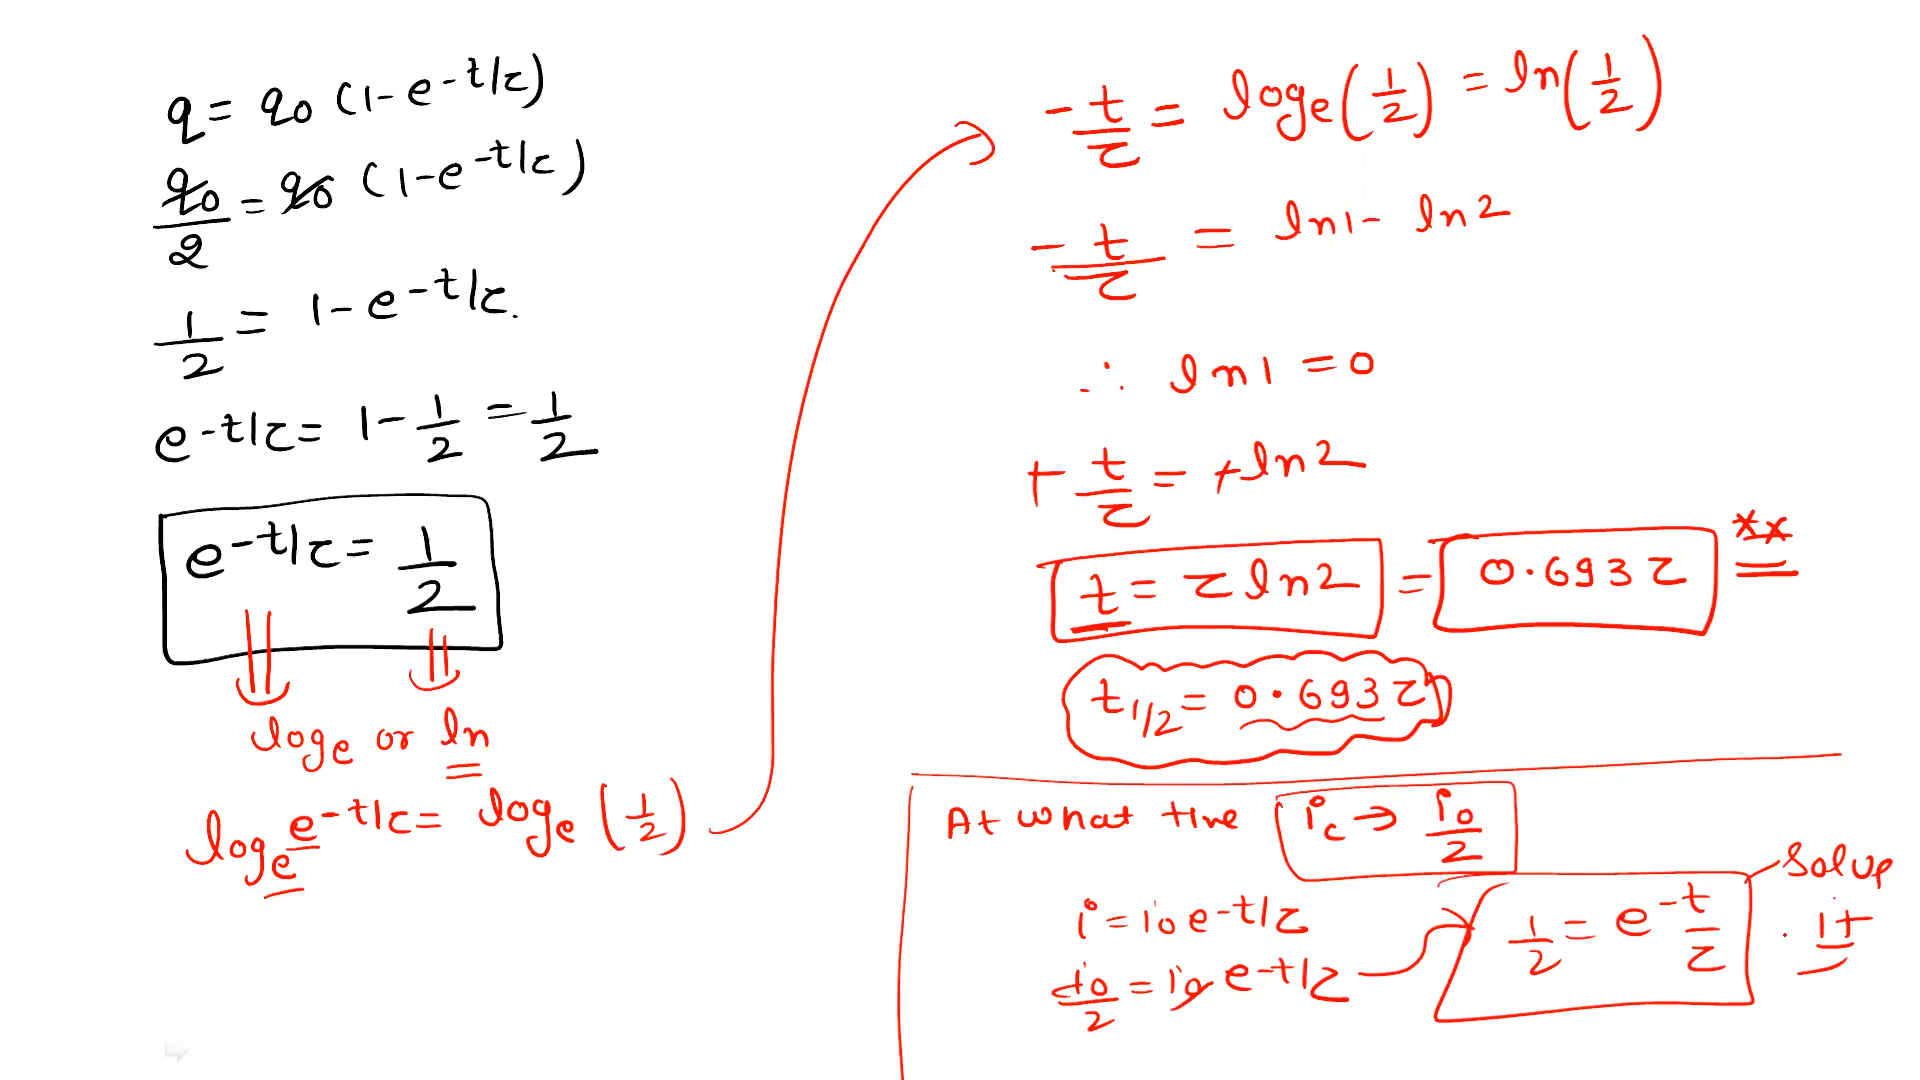 q = q0 (1-e-t/τ)
q0/2 = q0 (1-e-t/τ)
1/2 = 1-e-t/τ.
e-t/τ = 1-1/2 = 1/2
e-t/τ = 1/2
loge or ln
loge e-t/τ = loge (1/2)
-t/τ = loge(1/2) = ln(1/2)
-t/τ = ln1- ln2
∴ ln1 = 0
+t/τ = +ln2
t = τ ln2 = 0.693τ **
t1/2 = 0.693τ
At what time ic → i0/2
i = i0 e-t/τ
i0/2 = i0 e-t/τ → 1/2 = e-t/τ
Solve
it